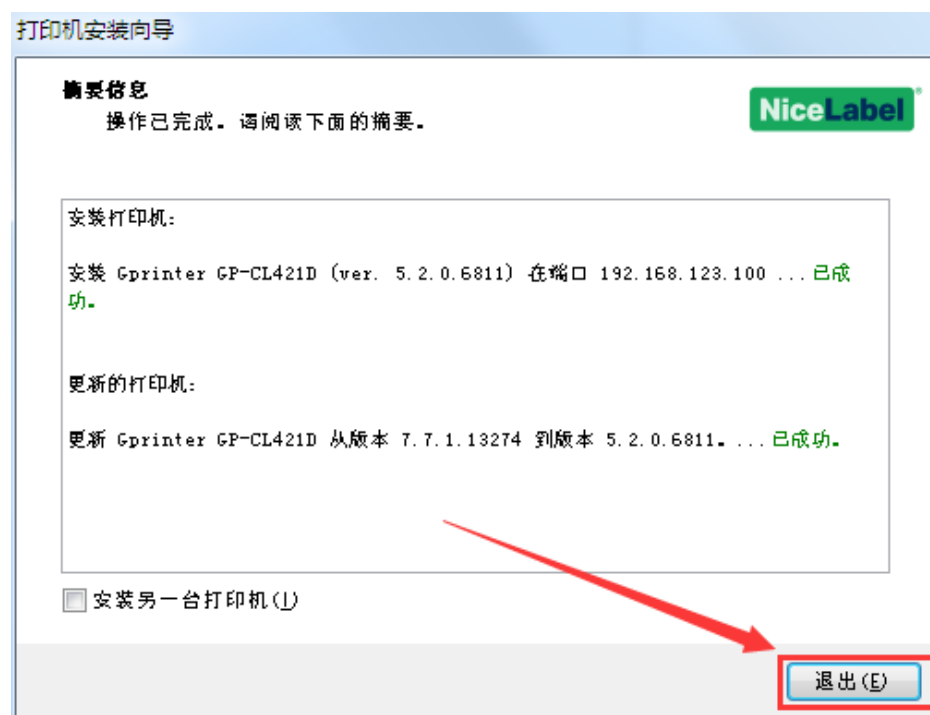 打印机安装向导
摘要信息
操作已完成。请阅读下面的摘要。
NiceLabel®
安装打印机:
安装 Gprinter GP-CL421D (ver. 5.2.0.6811) 在端口 192.168.123.100 ...已成
功。
更新的打印机:
更新 Gprinter GP-CL421D 从版本 7.7.1.13274 到版本 5.2.0.6811。...已成功。
安装另一台打印机(I)
退出(E)